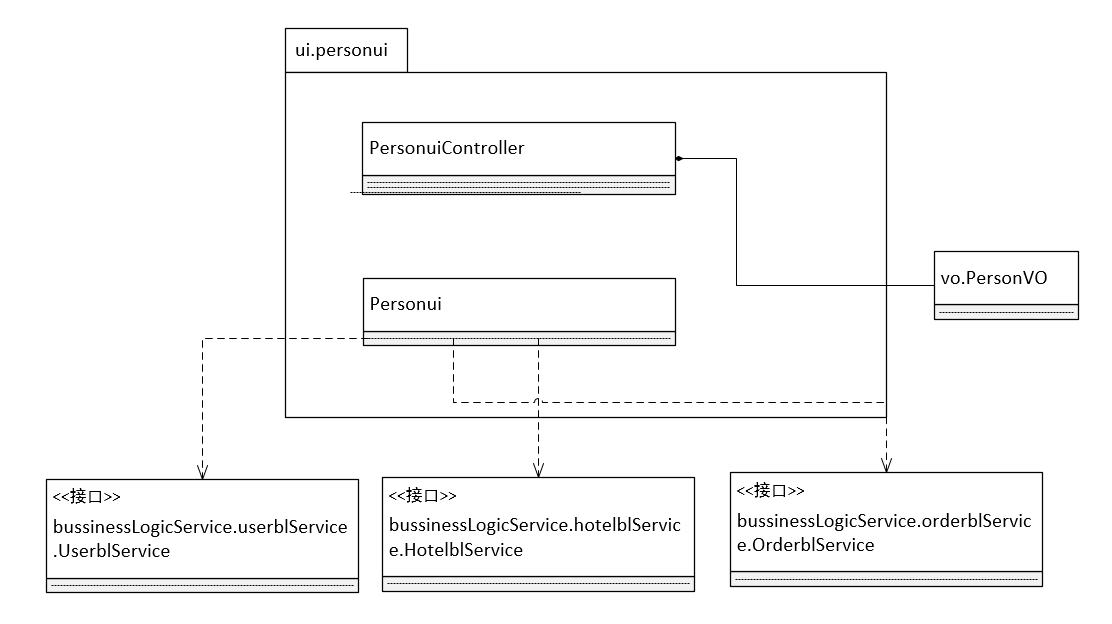 ui.personui
PersonuiController
Personui
vo.PersonVO
<<接口>>
bussinessLogicService.userblService
.UserblService
<<接口>>
bussinessLogicService.hotelblServic
e.HotelblService
<<接口>>
bussinessLogicService.orderblServic
e.OrderblService